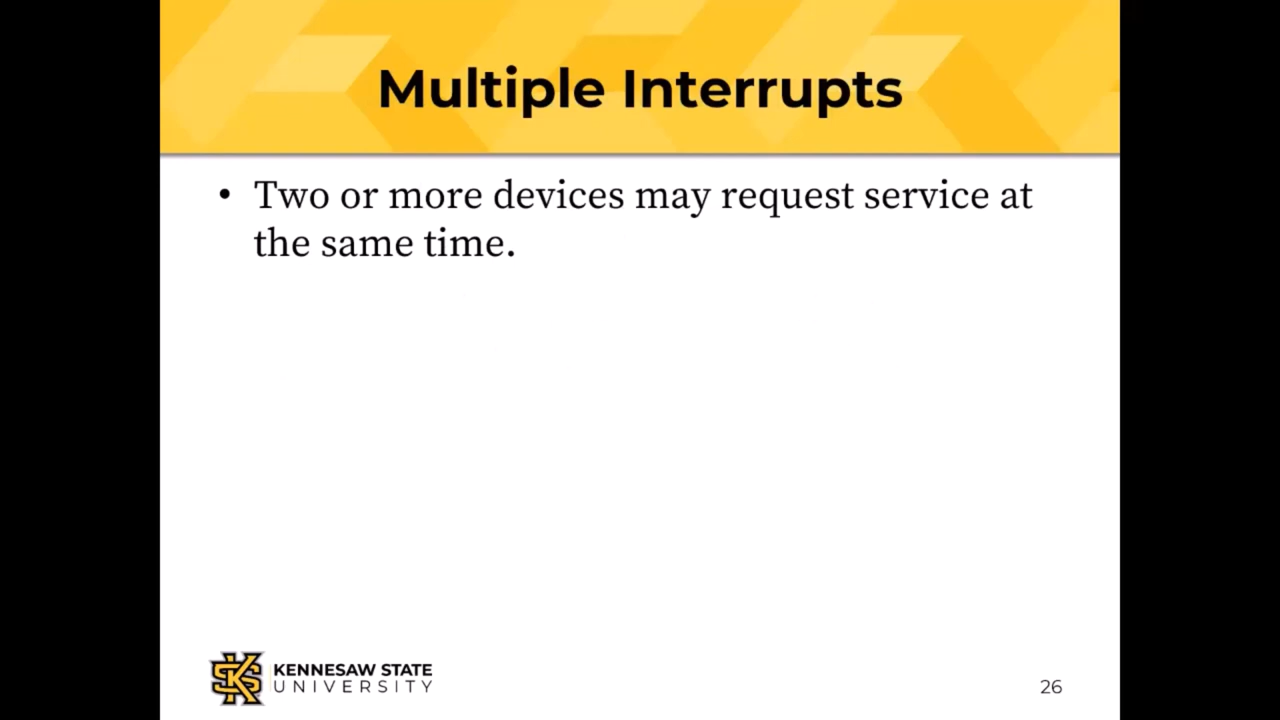 Multiple Interrupts
• Two or more devices may request service at
the same time.
KENNESAW STATE
UNIVERSITY
26